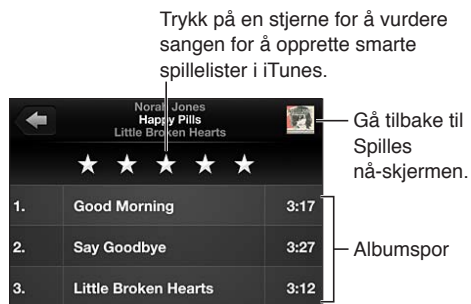 Trykk på en stjerne for å vurdere
sangen for å opprette smarte
spillelister i iTunes.
Norah Jones
Happy Pills
Little Broken Hearts
Gå tilbake til
Spilles
nå-skjermen.
1. Good Morning 3:17
2. Say Goodbye 3:27
Albumspor
3. Little Broken Hearts 3:12